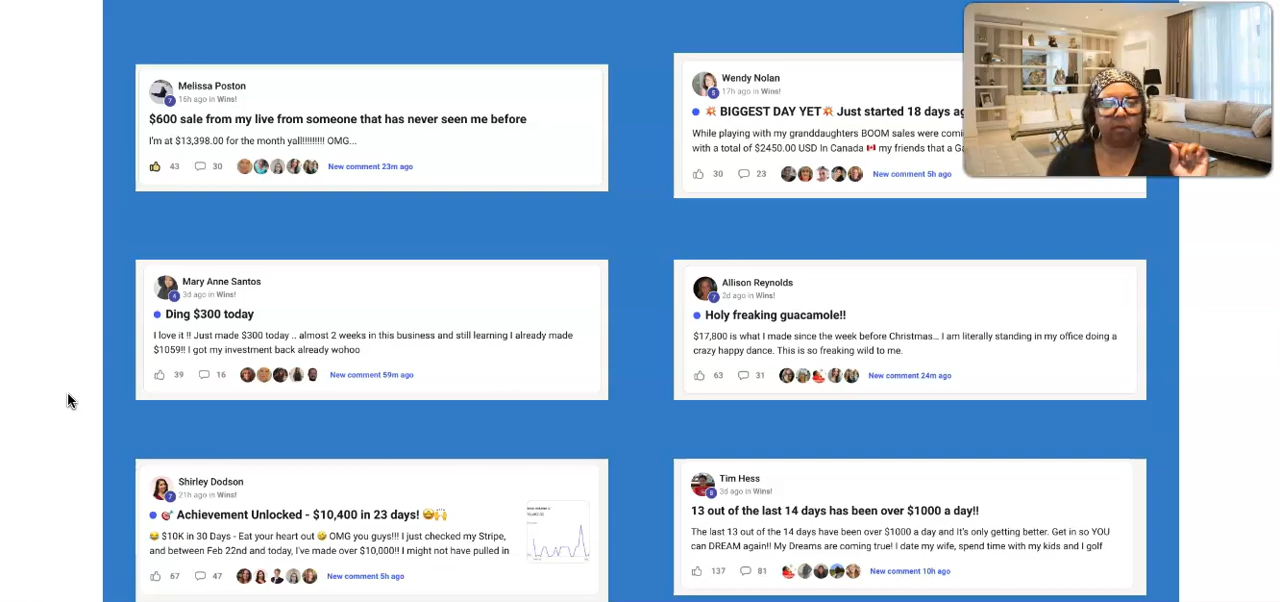 Melissa Poston
7
16h ago in Wins!
$600 sale from my live from someone that has never seen me before
I'm at $13,398.00 for the month yall!!!!!!!!! OMG...
43
30
New comment 23m ago
Wendy Nolan
5
17h ago in Wins!
💥 BIGGEST DAY YET💥 Just started 18 days ag
While playing with my granddaughters BOOM sales were comi
with a total of $2450.00 USD In Canada 🇨🇦 my friends that a Ga
30
23
New comment 5h ago
Mary Anne Santos
4
3d ago in Wins!
Ding $300 today
I love it !! Just made $300 today .. almost 2 weeks in this business and still learning I already made
$1059!! I got my investment back already wohoo
39
16
New comment 59m ago
Allison Reynolds
7
2d ago in Wins!
Holy freaking guacamole!!
$17,800 is what I made since the week before Christmas... I am literally standing in my office doing a
crazy happy dance. This is so freaking wild to me.
63
31
New comment 24m ago
Shirley Dodson
7
21h ago in Wins!
🎯 Achievement Unlocked - $10,400 in 23 days! 🤩🙌
😂 $10K in 30 Days - Eat your heart out 🤣 OMG you guys!!! I just checked my Stripe,
and between Feb 22nd and today, I've made over $10,000!! I might not have pulled in
67
47
New comment 5h ago
Tim Hess
8
3d ago in Wins!
13 out of the last 14 days has been over $1000 a day!!
The last 13 out of the 14 days have been over $1000 a day and It's only getting better. Get in so YOU
can DREAM again!! My Dreams are coming true! I date my wife, spend time with my kids and I golf
137
81
New comment 10h ago